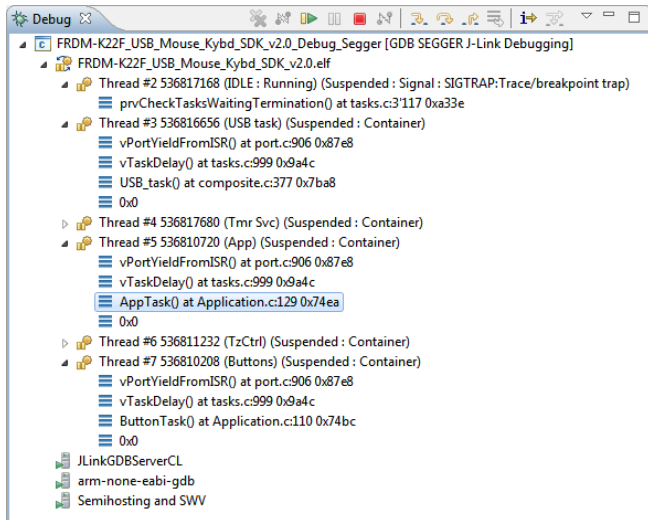 Debug
FRDM-K22F_USB_Mouse_Kybd_SDK_v2.0_Debug_Segger [GDB SEGGER J-Link Debugging]
FRDM-K22F_USB_Mouse_Kybd_SDK_v2.0.elf
Thread #2 536817168 (IDLE : Running) (Suspended : Signal : SIGTRAP:Trace/breakpoint trap)
prvCheckTasksWaitingTermination() at tasks.c:3'117 0xa33e
Thread #3 536816656 (USB task) (Suspended : Container)
vPortYieldFromISR() at port.c:906 0x87e8
vTaskDelay() at tasks.c:999 0x9a4c
USB_task() at composite.c:377 0x7ba8
0x0
Thread #4 536817680 (Tmr Svc) (Suspended : Container)
Thread #5 536810720 (App) (Suspended : Container)
vPortYieldFromISR() at port.c:906 0x87e8
vTaskDelay() at tasks.c:999 0x9a4c
AppTask() at Application.c:129 0x74ea
0x0
Thread #6 536811232 (TzCtrl) (Suspended : Container)
Thread #7 536810208 (Buttons) (Suspended : Container)
vPortYieldFromISR() at port.c:906 0x87e8
vTaskDelay() at tasks.c:999 0x9a4c
ButtonTask() at Application.c:110 0x74bc
0x0
JLinkGDBServerCL
arm-none-eabi-gdb
Semihosting and SWV